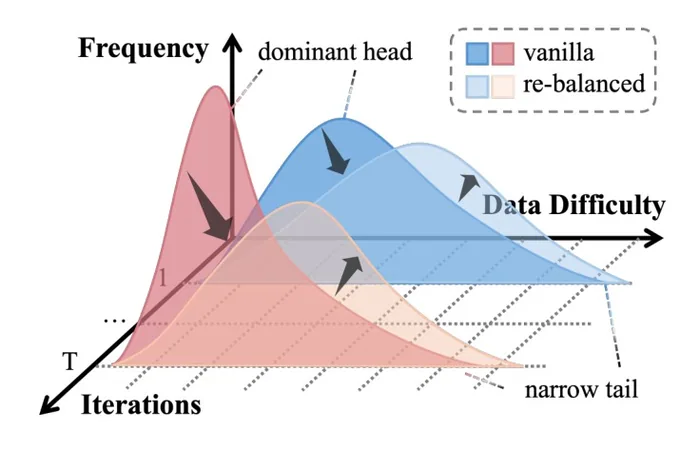 Frequency
dominant head
vanilla
re-balanced
Data Difficulty
1
...
T
Iterations
narrow tail